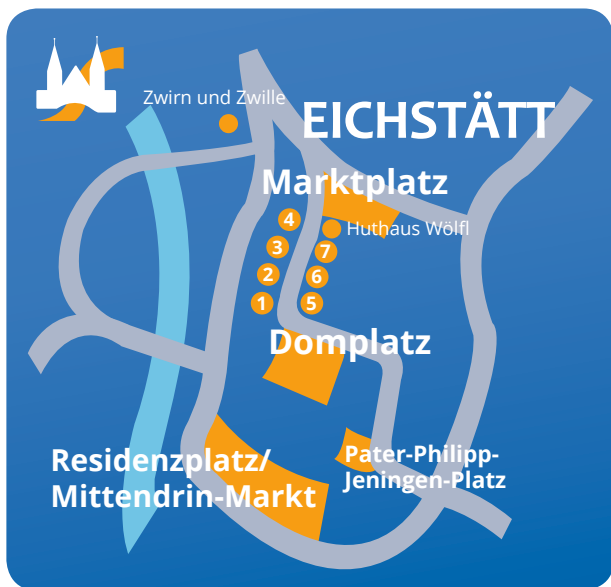 Zwirn und Zwille
EICHSTÄTT
Marktplatz
4
Huthaus Wölfl
3
7
2
6
1
5
Domplatz
Residenzplatz/
Mittendrin-Markt
Pater-Philipp-
Jeningen-Platz